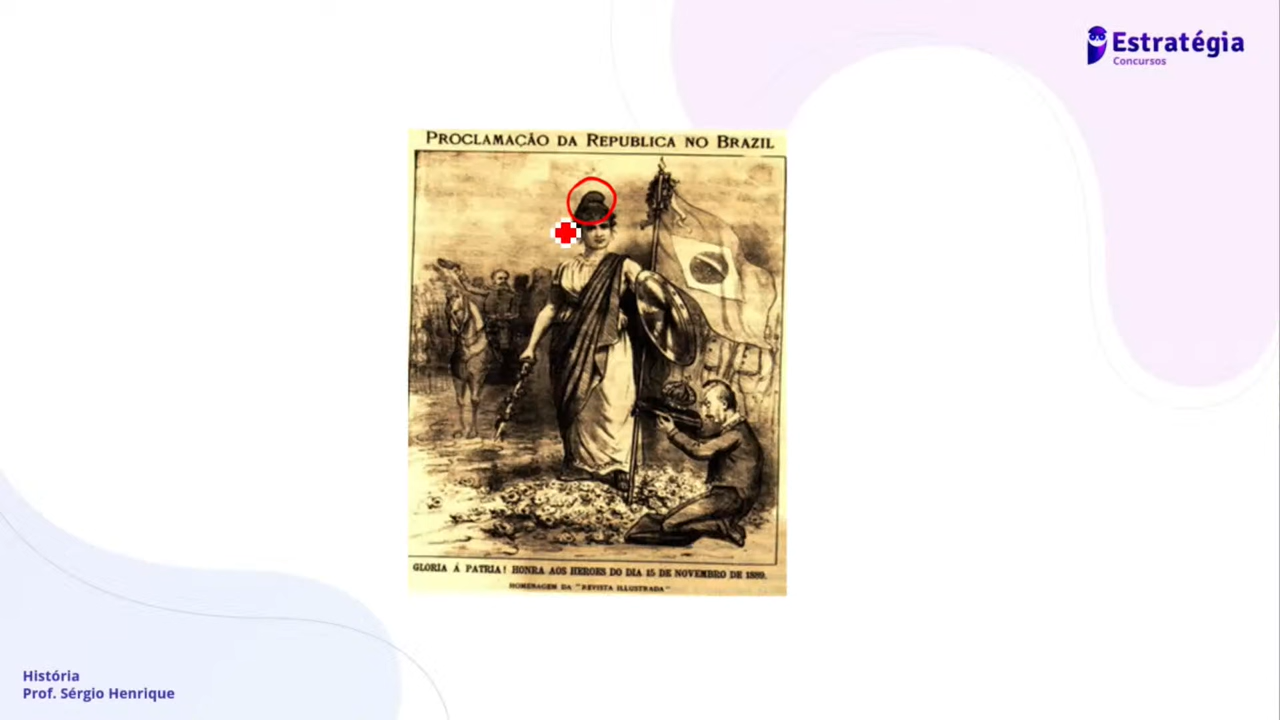 Estratégia
Concursos
PROCLAMAÇÃO DA REPUBLICA NO BRAZIL
GLORIA Á PATRIA! HONRA AOS HEROES DO DIA 15 DE NOVEMBRO DE 1889.
HOMENAGEM DA "REVISTA ILLUSTRADA"
História
Prof. Sérgio Henrique